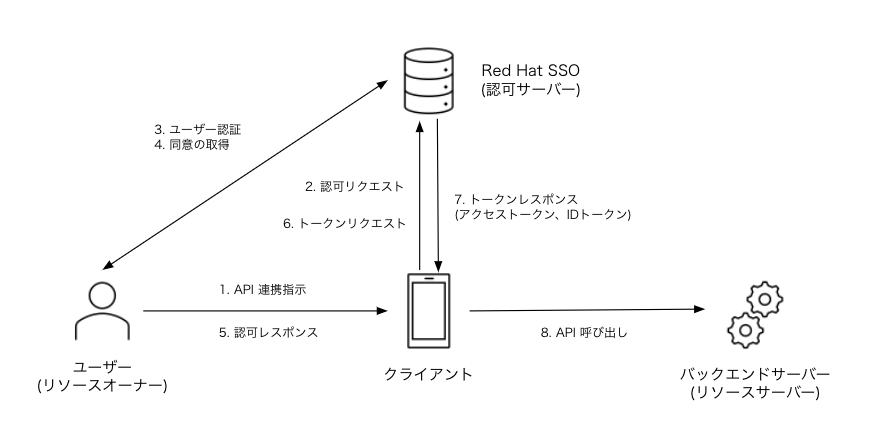 Red Hat SSO
(認可サーバー)
3. ユーザー認証
4. 同意の取得
2. 認可リクエスト
6. トークンリクエスト
7. トークンレスポンス
(アクセストークン、IDトークン)
1. API 連携指示
5. 認可レスポンス
8. API 呼び出し
ユーザー
(リソースオーナー)
クライアント
バックエンドサーバー
(リソースサーバー)